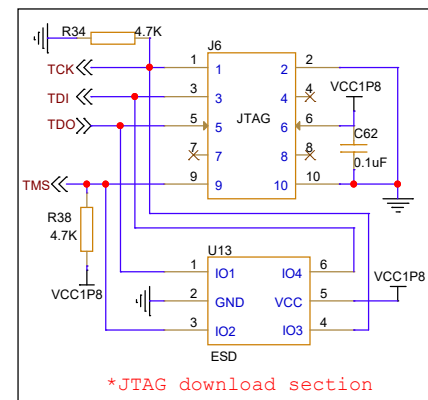 R34 4.7K
J6
TCK 1 1 2 2
VCC1P8
TDI 3 3 4 4
TDO 5 5 6 6
JTAG
C62
0.1uF
7 7 8 8
TMS 9 9 10 10
R38
4.7K
VCC1P8
U13
1 IO1 IO4 6
2 GND VCC 5
VCC1P8
3 IO2 IO3 4
ESD
*JTAG download section